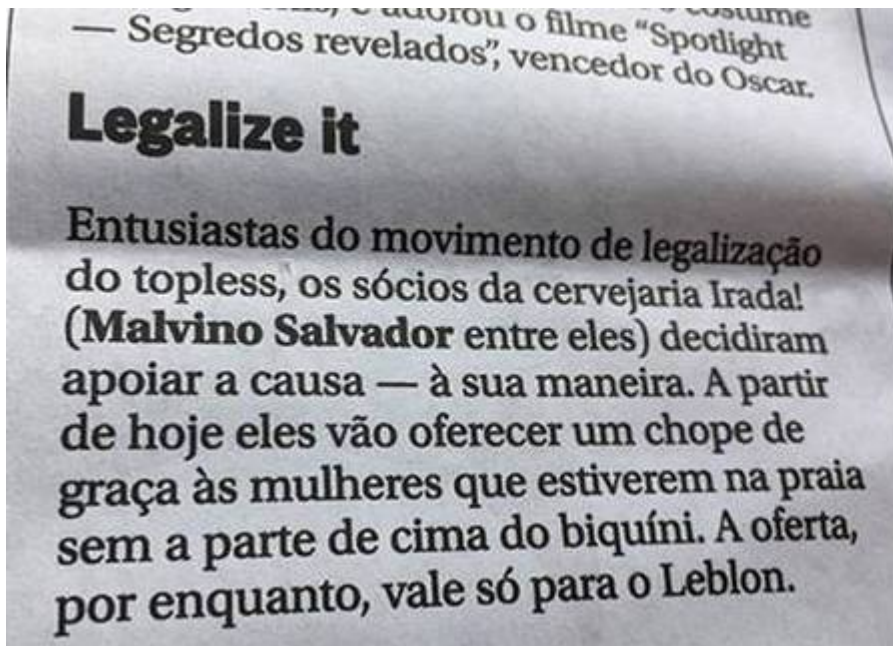 adorou o filme “Spotlight
— Segredos revelados”, vencedor do Oscar.
Legalize it
Entusiastas do movimento de legalização
do topless, os sócios da cervejaria Irada!
(Malvino Salvador entre eles) decidiram
apoiar a causa — à sua maneira. A partir
de hoje eles vão oferecer um chope de
graça às mulheres que estiverem na praia
sem a parte de cima do biquíni. A oferta,
por enquanto, vale só para o Leblon.